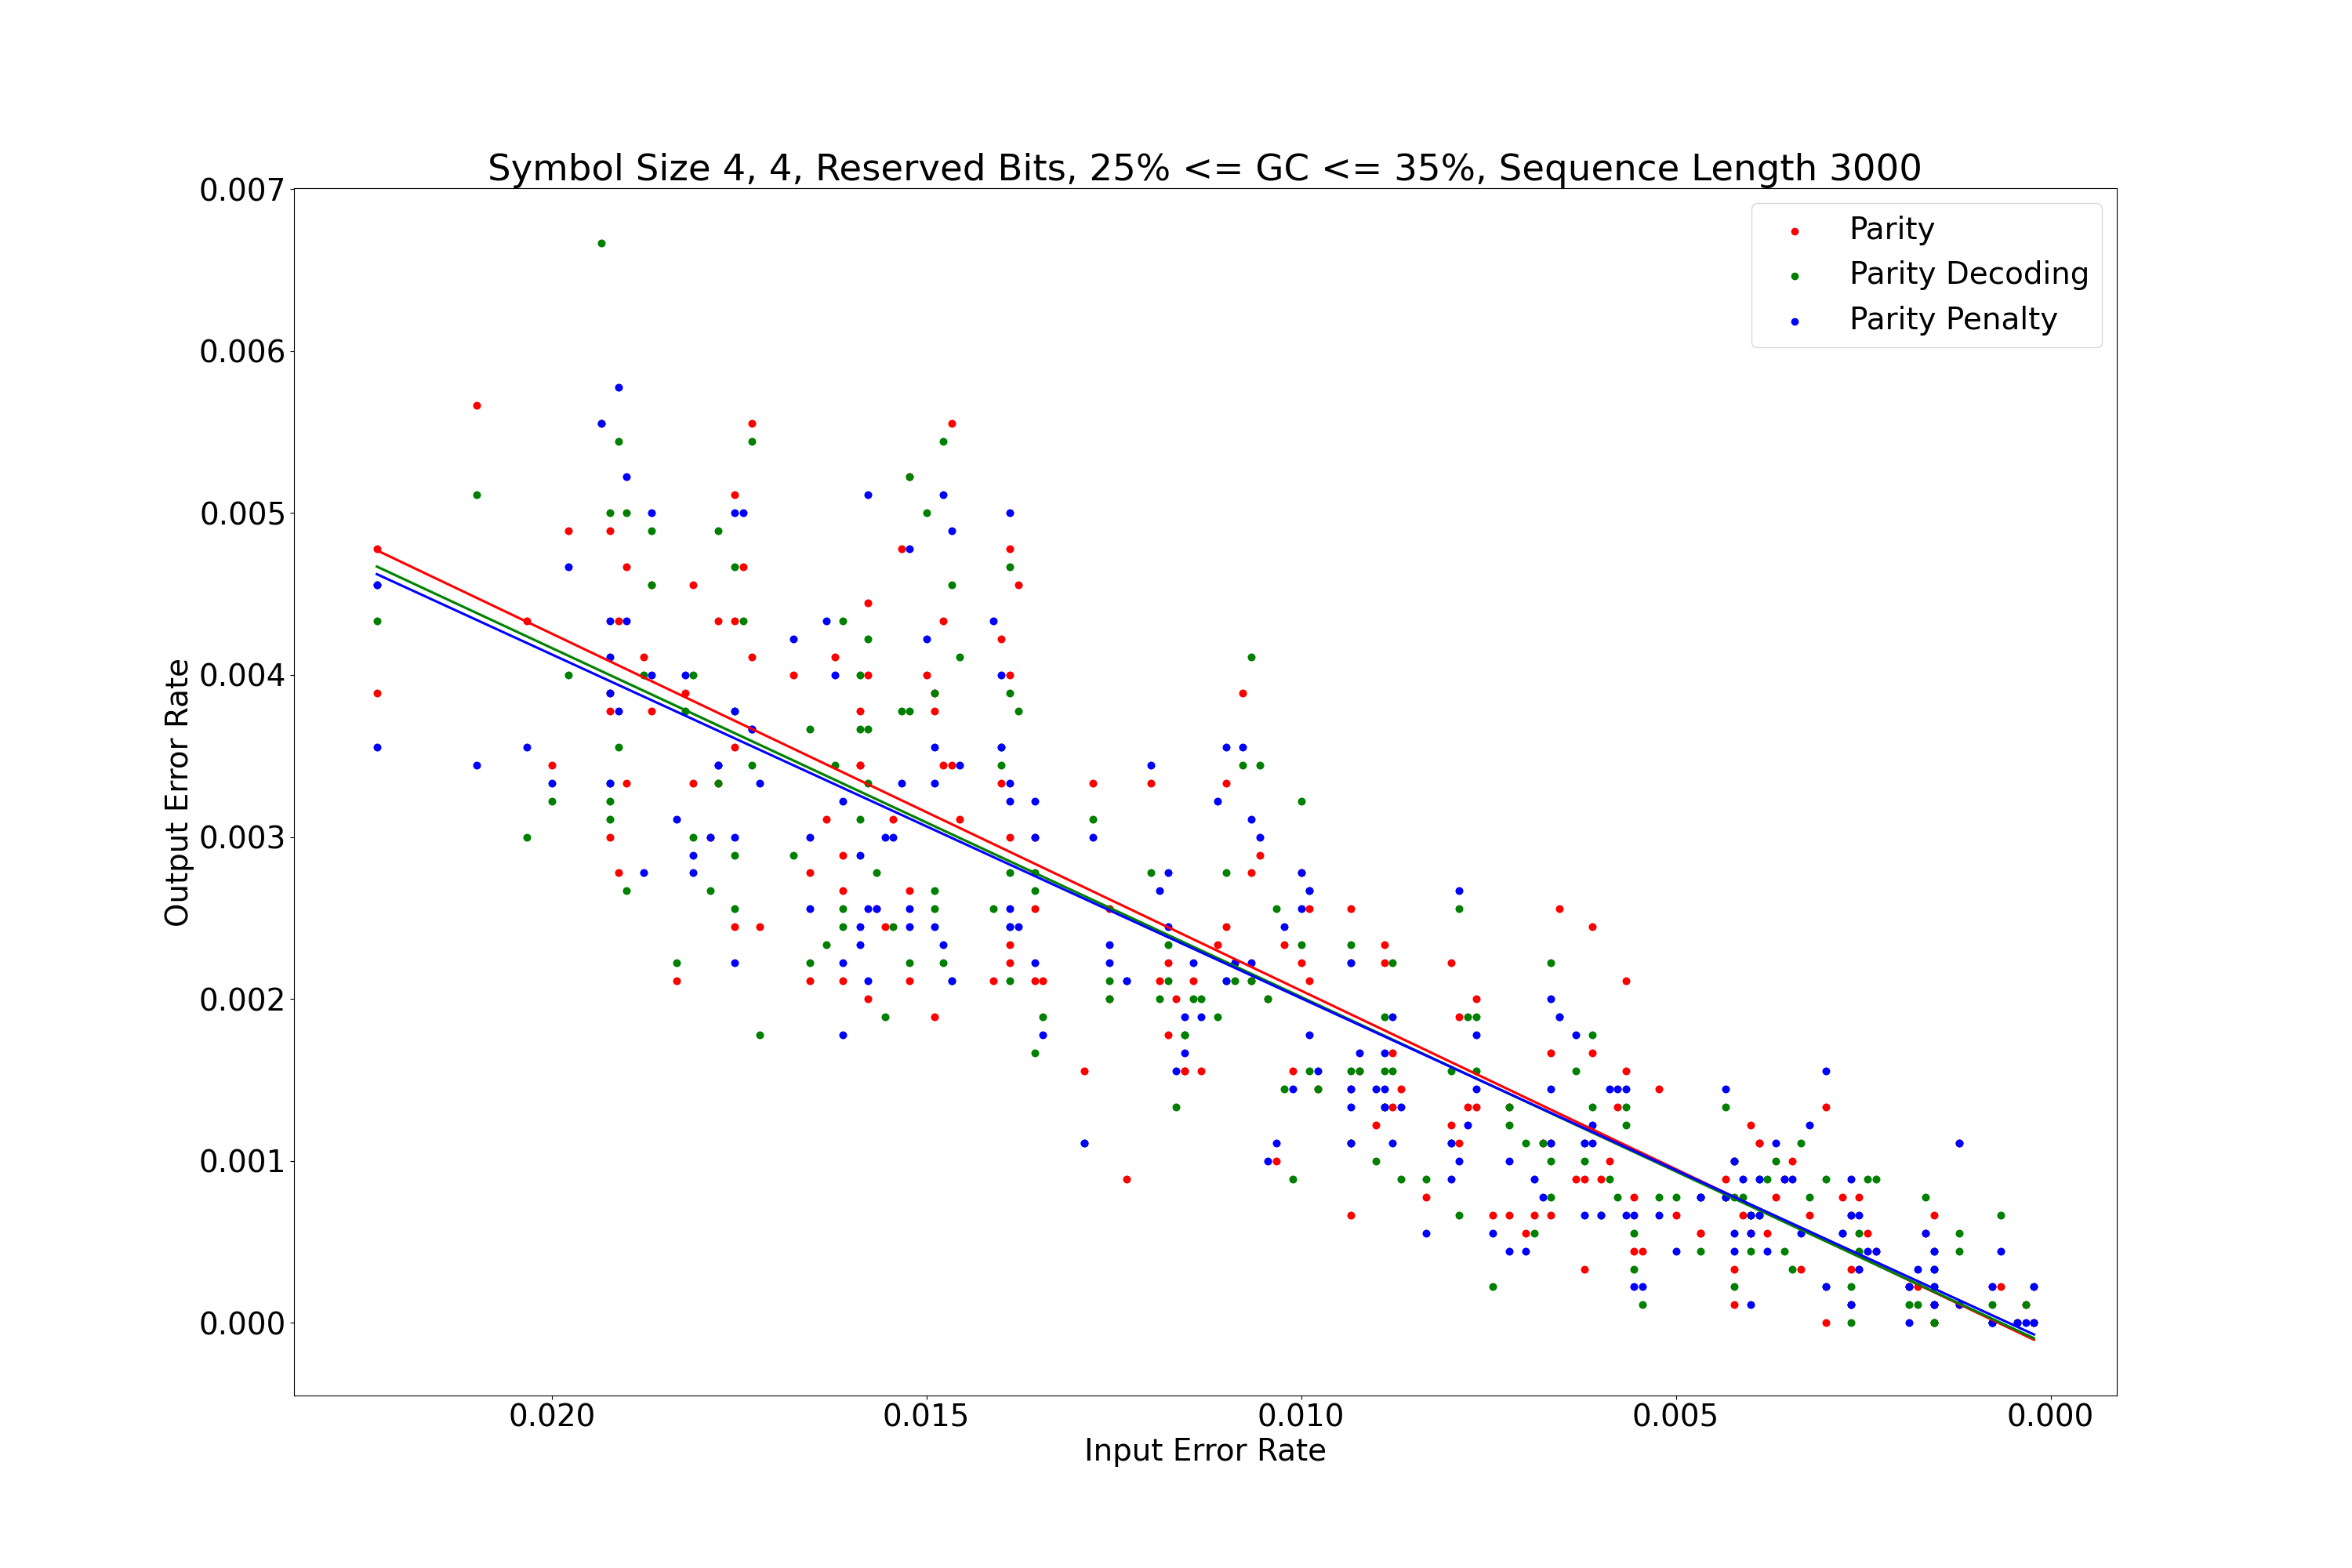 Symbol Size 4, 4, Reserved Bits, 25% <= GC <= 35%, Sequence Length 3000
0.007
0.006
0.005
0.004
0.003
0.002
0.001
0.000
Output Error Rate
Parity
Parity Decoding
Parity Penalty
0.020
0.015
0.010
0.005
0.000
Input Error Rate